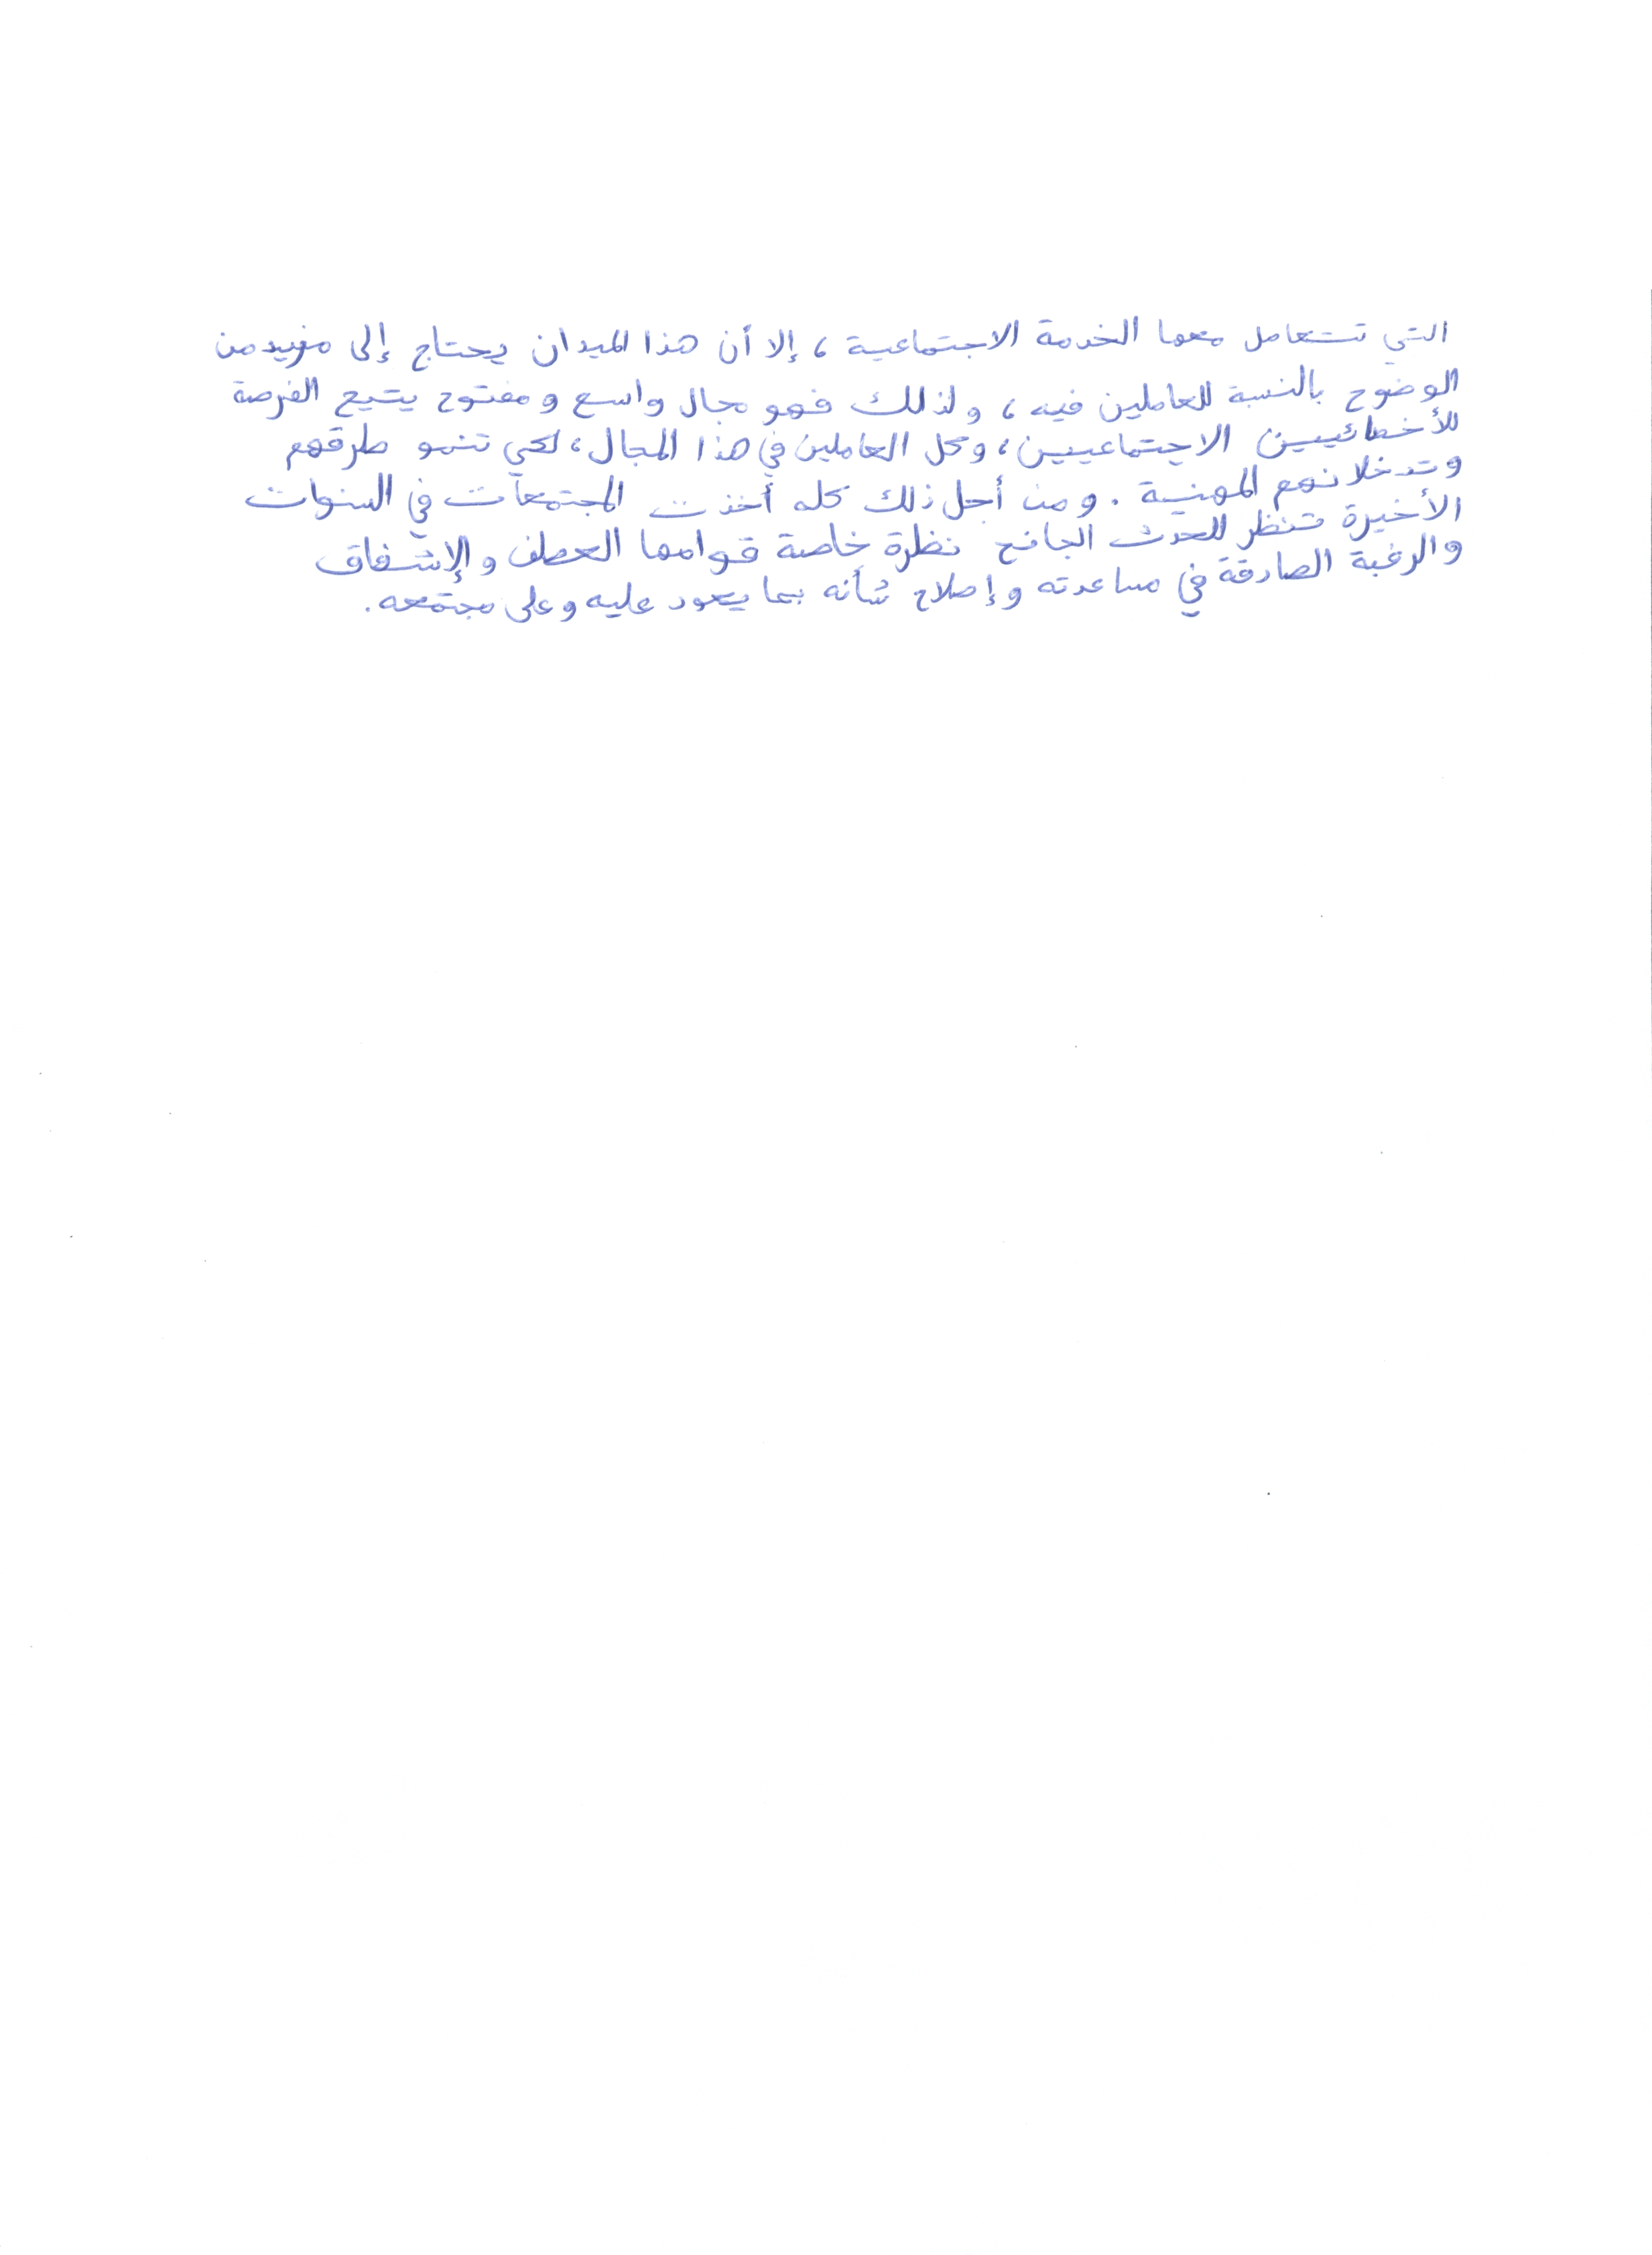 التي تتعامل معها الخدمة الاجتماعية، إلا أن هذا الميدان يحتاج إلى مزيد من
الوضوح بالنسبة للعاملين فيه، ولذلك فهو مجال واسع ومفتوح يتيح الفرصة
للأخصائيين الاجتماعيين، وكل العاملين في هذا المجال، لكي تنمو طرقهم
وتدخلاتهم المهنية. ومن أجل ذلك كله أخذت المجتمعات في السنوات
الأخيرة تنظر للحدث الجانح نظرة خاصة قوامها العطف والإشفاق
والرغبة الصادقة في مساعدته وإصلاح شأنه بما يعود عليه وعلى مجتمعه.